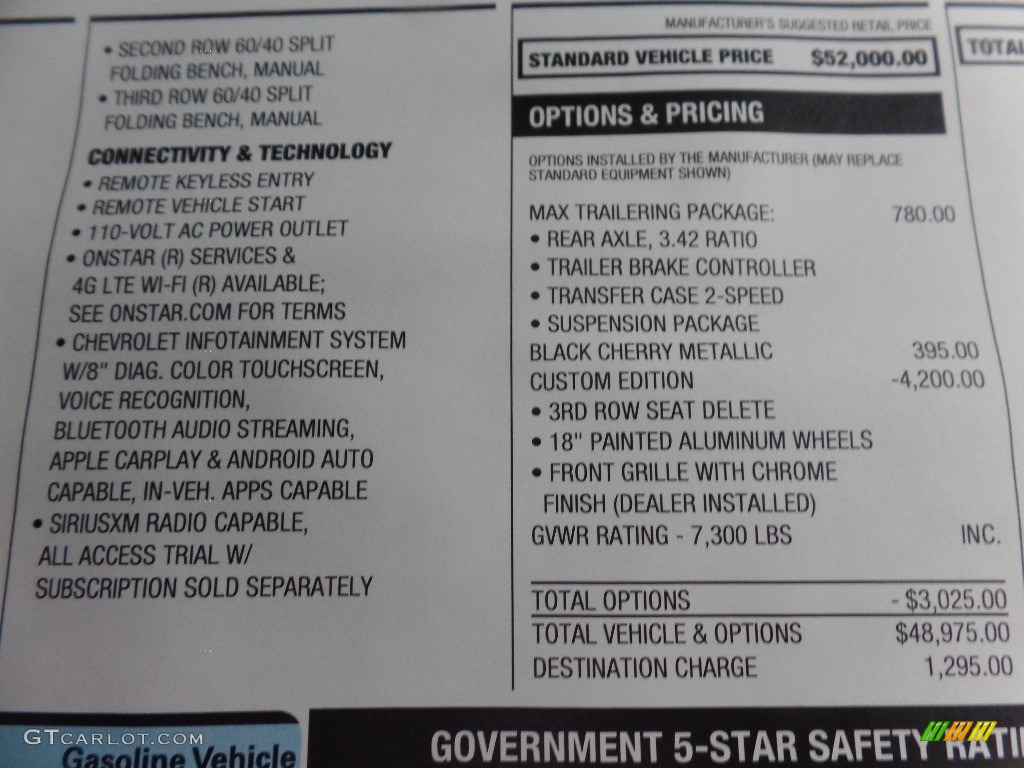 • SECOND ROW 60/40 SPLIT
FOLDING BENCH, MANUAL
• THIRD ROW 60/40 SPLIT
FOLDING BENCH, MANUAL
CONNECTIVITY & TECHNOLOGY
• REMOTE KEYLESS ENTRY
• REMOTE VEHICLE START
• 110-VOLT AC POWER OUTLET
• ONSTAR (R) SERVICES &
4G LTE WI-FI (R) AVAILABLE;
SEE ONSTAR.COM FOR TERMS
• CHEVROLET INFOTAINMENT SYSTEM
W/8" DIAG. COLOR TOUCHSCREEN,
VOICE RECOGNITION,
BLUETOOTH AUDIO STREAMING,
APPLE CARPLAY & ANDROID AUTO
CAPABLE, IN-VEH. APPS CAPABLE
• SIRIUSXM RADIO CAPABLE,
ALL ACCESS TRIAL W/
SUBSCRIPTION SOLD SEPARATELY
MANUFACTURER'S SUGGESTED RETAIL PRICE
STANDARD VEHICLE PRICE $52,000.00
OPTIONS & PRICING
OPTIONS INSTALLED BY THE MANUFACTURER (MAY REPLACE
STANDARD EQUIPMENT SHOWN)
MAX TRAILERING PACKAGE: 780.00
• REAR AXLE, 3.42 RATIO
• TRAILER BRAKE CONTROLLER
• TRANSFER CASE 2-SPEED
• SUSPENSION PACKAGE
BLACK CHERRY METALLIC 395.00
CUSTOM EDITION -4,200.00
• 3RD ROW SEAT DELETE
• 18" PAINTED ALUMINUM WHEELS
• FRONT GRILLE WITH CHROME
FINISH (DEALER INSTALLED)
GVWR RATING - 7,300 LBS INC.
TOTAL OPTIONS - $3,025.00
TOTAL VEHICLE & OPTIONS $48,975.00
DESTINATION CHARGE 1,295.00
TOTAL
GTCARLOT.COM
Gasoline Vehicle
GOVERNMENT 5-STAR SAFETY RATI